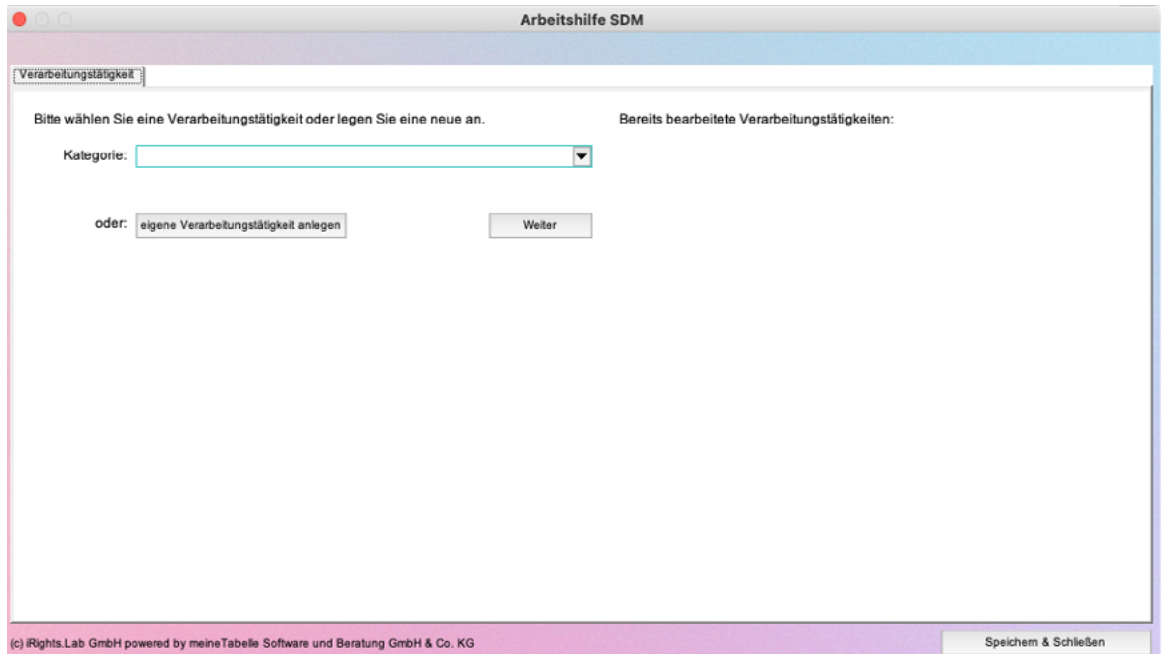 Arbeitshilfe SDM
Verarbeitungstätigkeit
Bitte wählen Sie eine Verarbeitungstätigkeit oder legen Sie eine neue an.
Bereits bearbeitete Verarbeitungstätigkeiten:
Kategorie:
oder:
eigene Verarbeitungstätigkeit anlegen
Weiter
(c) iRights.Lab GmbH powered by meineTabelle Software und Beratung GmbH & Co. KG
Speichern & Schließen